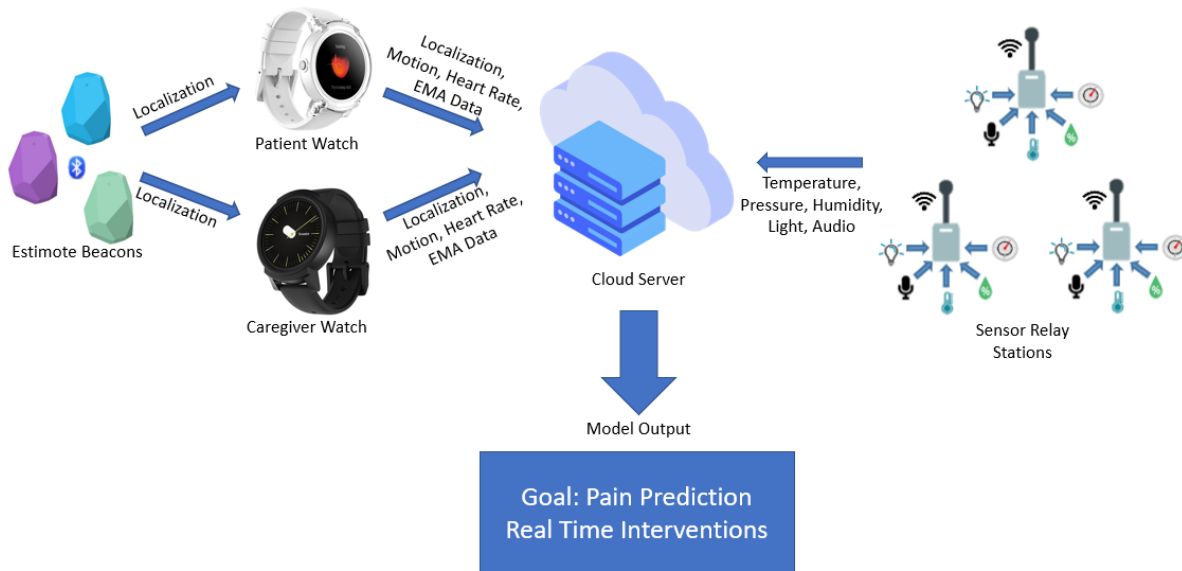 Localization
Localization,
Motion, Heart Rate,
EMA Data
Patient Watch
Localization
Estimote Beacons
Localization,
Motion, Heart Rate,
EMA Data
Caregiver Watch
Cloud Server
Temperature,
Pressure, Humidity,
Light, Audio
%
%
%
Sensor Relay
Stations
Model Output
Goal: Pain Prediction
Real Time Interventions